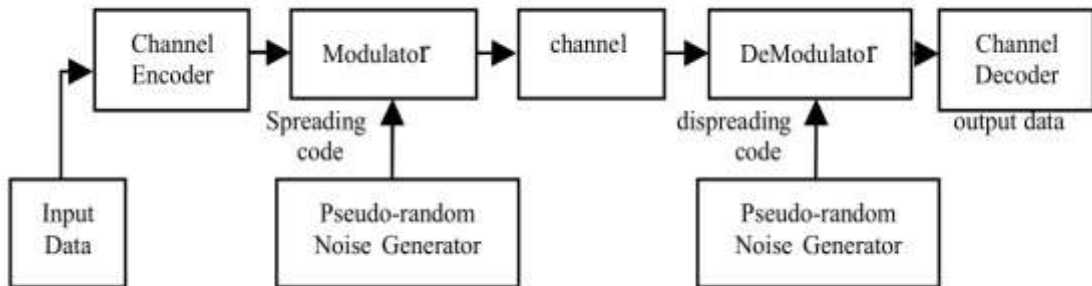 Channel
Encoder
Modulator
channel
DeModulator
Channel
Decoder
Spreading
code
dispreading
code
output data
Input
Data
Pseudo-random
Noise Generator
Pseudo-random
Noise Generator